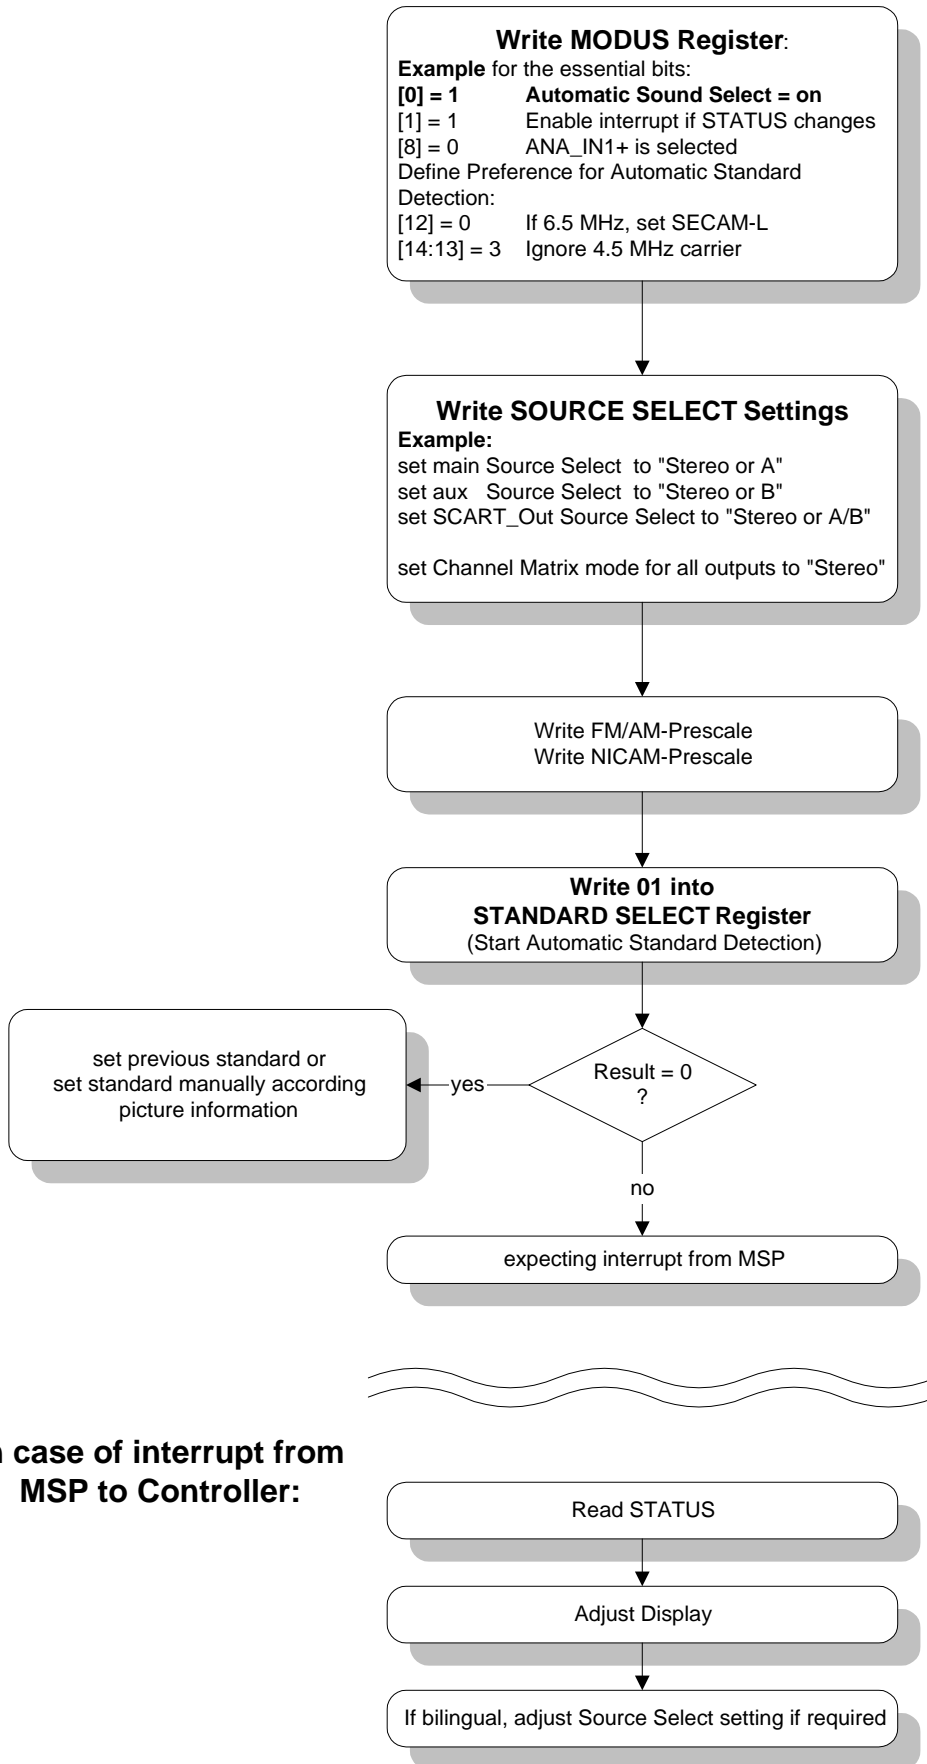 Write MODUS Register:
Example for the essential bits:
[0] = 1 Automatic Sound Select = on
[1] = 1 Enable interrupt if STATUS changes
[8] = 0 ANA_IN1+ is selected
Define Preference for Automatic Standard
Detection:
[12] = 0 If 6.5 MHz, set SECAM-L
[14:13] = 3 Ignore 4.5 MHz carrier
Write SOURCE SELECT Settings
Example:
set main Source Select to "Stereo or A"
set aux Source Select to "Stereo or B"
set SCART_Out Source Select to "Stereo or A/B"
set Channel Matrix mode for all outputs to "Stereo"
Write FM/AM-Prescale
Write NICAM-Prescale
Write 01 into
STANDARD SELECT Register
(Start Automatic Standard Detection)
Result = 0
?
yes
set previous standard or
set standard manually according
picture information
no
expecting interrupt from MSP
case of interrupt from
MSP to Controller:
Read STATUS
Adjust Display
If bilingual, adjust Source Select setting if required